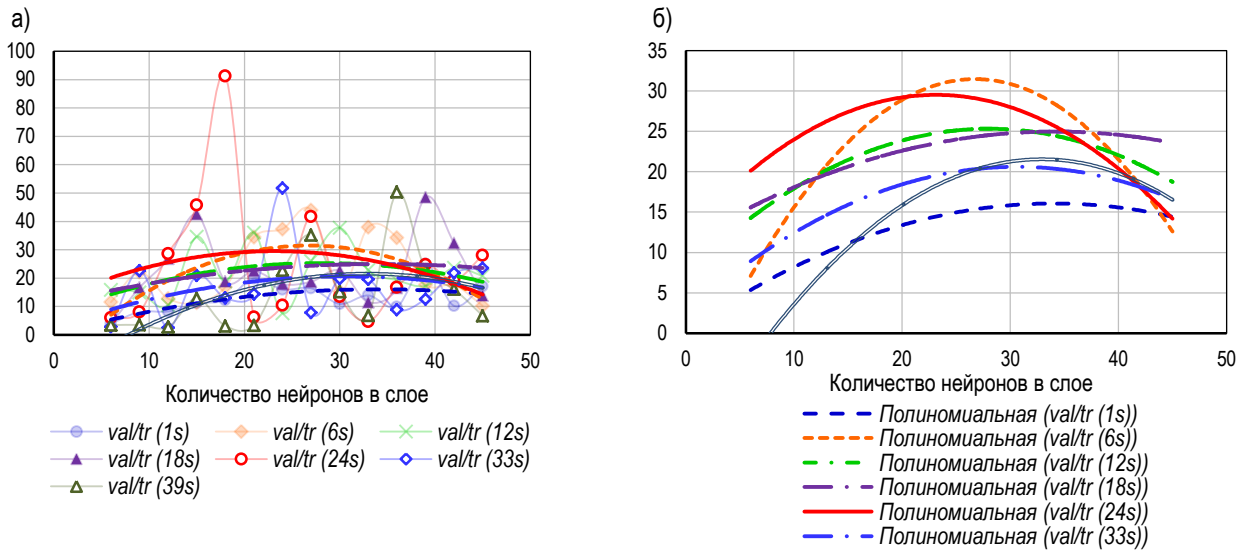 а)
100
90
80
70
60
50
40
30
20
10
0
0 10 20 30 40 50
Количество нейронов в слое
val/tr (1s) val/tr (6s) val/tr (12s)
val/tr (18s) val/tr (24s) val/tr (33s)
val/tr (39s)
б)
35
30
25
20
15
10
5
0
0 10 20 30 40 50
Количество нейронов в слое
Полиномиальная (val/tr (1s))
Полиномиальная (val/tr (6s))
Полиномиальная (val/tr (12s))
Полиномиальная (val/tr (18s))
Полиномиальная (val/tr (24s))
Полиномиальная (val/tr (33s))